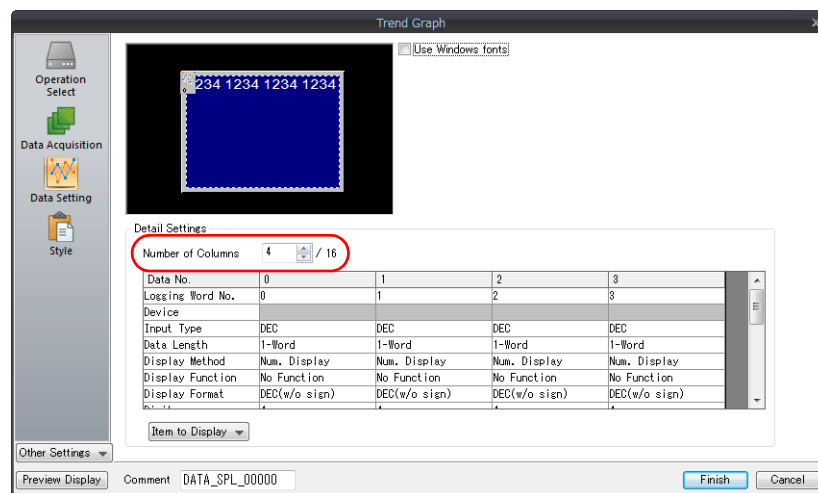 Trend Graph
Operation
Select
Data Acquisition
Data Setting
Style
Use Windows fonts
234 1234 1234 1234
Detail Settings
Number of Columns 4 / 16
Data No. 0 1 2 3
Logging Word No. 0 1 2 3
Device
Input Type DEC DEC DEC DEC
Data Length 1-Word 1-Word 1-Word 1-Word
Display Method Num. Display Num. Display Num. Display Num. Display
Display Function No Function No Function No Function No Function
Display Format DEC(w/o sign) DEC(w/o sign) DEC(w/o sign) DEC(w/o sign)
Item to Display
Other Settings
Preview Display Comment DATA_SPL_00000 Finish Cancel